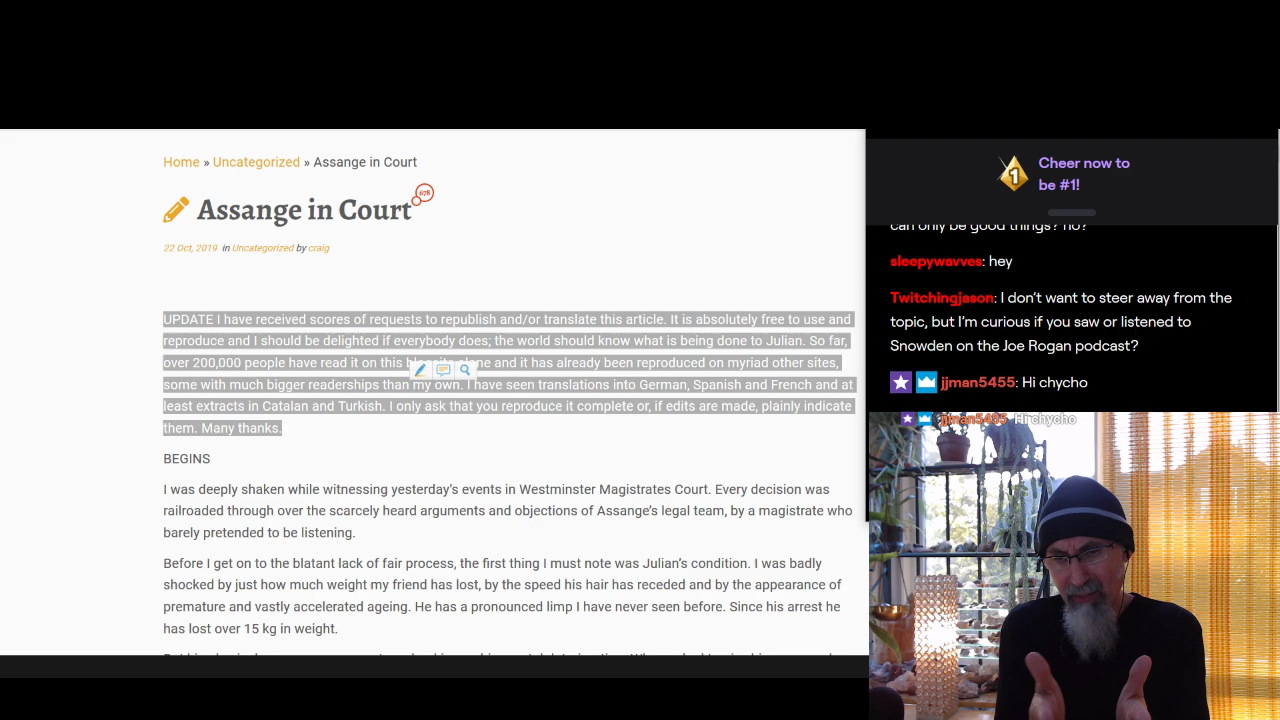 Home » Uncategorized » Assange in Court
Assange in Court
678
22 Oct, 2019 in Uncategorized by craig
UPDATE I have received scores of requests to republish and/or translate this article. It is absolutely free to use and
reproduce and I should be delighted if everybody does; the world should know what is being done to Julian. So far,
over 200,000 people have read it on this blogsite alone and it has already been reproduced on myriad other sites,
some with much bigger readerships than my own. I have seen translations into German, Spanish and French and at
least extracts in Catalan and Turkish. I only ask that you reproduce it complete or, if edits are made, plainly indicate
them. Many thanks.
BEGINS
I was deeply shaken while witnessing yesterday's events in Westminster Magistrates Court. Every decision was
railroaded through over the scarcely heard arguments and objections of Assange's legal team, by a magistrate who
barely pretended to be listening.
Before I get on to the blatant lack of fair process, the first thing I must note was Julian's condition. I was badly
shocked by just how much weight my friend has lost, by the speed his hair has receded and by the appearance of
premature and vastly accelerated ageing. He has a pronounced limp I have never seen before. Since his arrest he
has lost over 15 kg in weight.
Cheer now to
be #1!
1
can only be good things? no?
sleepywavves: hey
Twitchingjason: I don't want to steer away from the
topic, but I'm curious if you saw or listened to
Snowden on the Joe Rogan podcast?
jjman5455: Hi chycho
jjman5455 Hi chycho